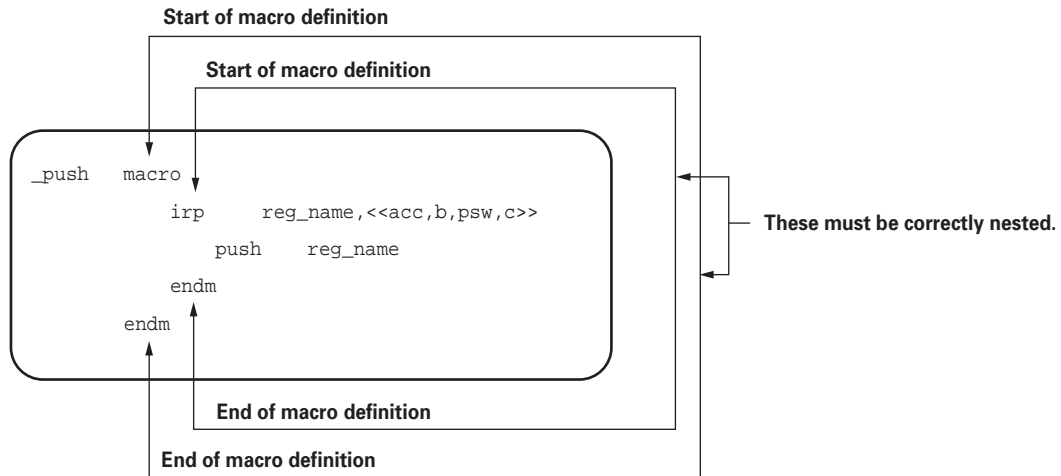 Start of macro definition
Start of macro definition
_push macro
irp reg_name,<<acc,b,psw,c>>
push reg_name
endm
endm
These must be correctly nested.
End of macro definition
End of macro definition